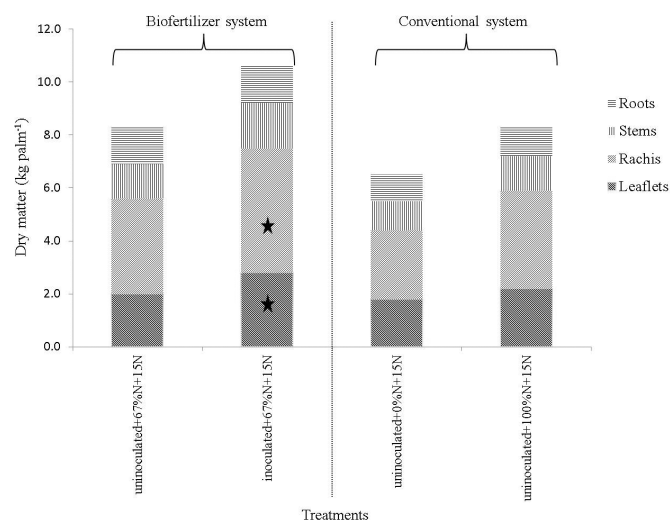 Biofertilizer system
Conventional system
12.0
10.0
8.0
6.0
4.0
2.0
0.0
Dry matter (kg palm⁻¹)
Roots
Stems
Rachis
Leaflets
uninoculated+67%N+15N
inoculated+67%N+15N
uninoculated+0%N+15N
uninoculated+100%N+15N
Treatments